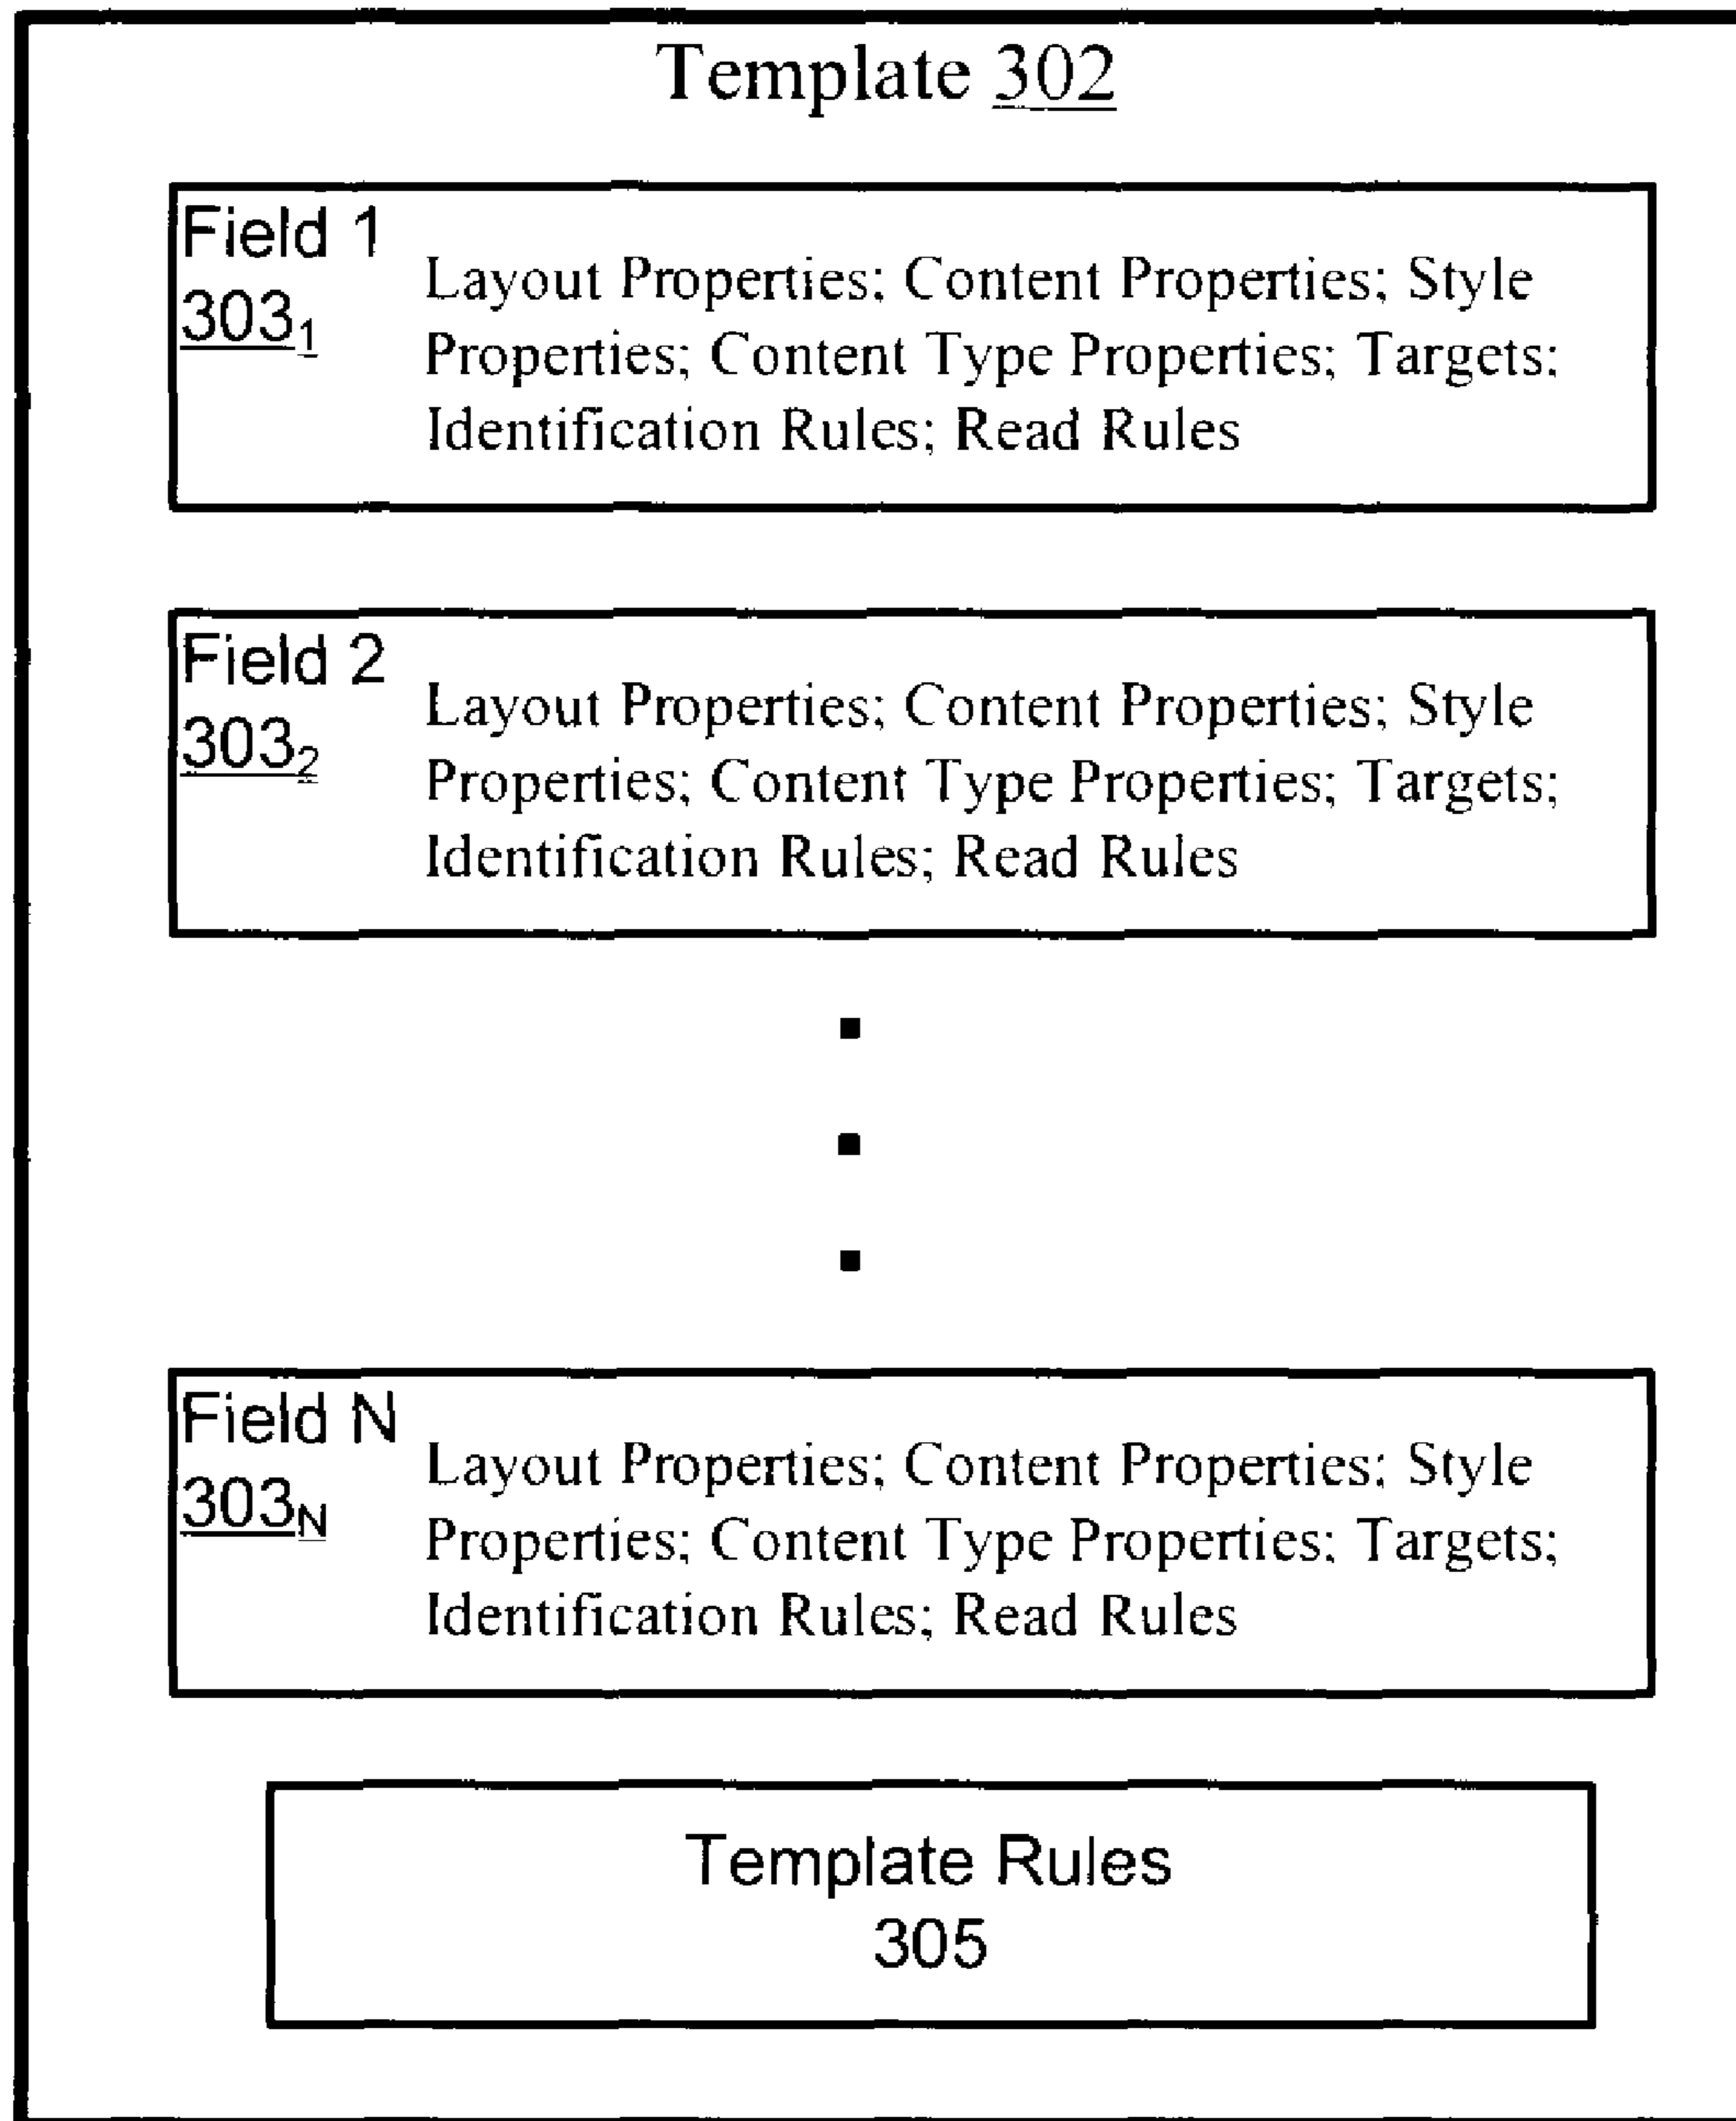 Template 302
Field 1
303₁
Layout Properties; Content Properties; Style
Properties; Content Type Properties; Targets;
Identification Rules; Read Rules
Field 2
303₂
Layout Properties; Content Properties; Style
Properties; Content Type Properties; Targets;
Identification Rules; Read Rules
Field N
303N
Layout Properties; Content Properties; Style
Properties; Content Type Properties; Targets;
Identification Rules; Read Rules
Template Rules
305